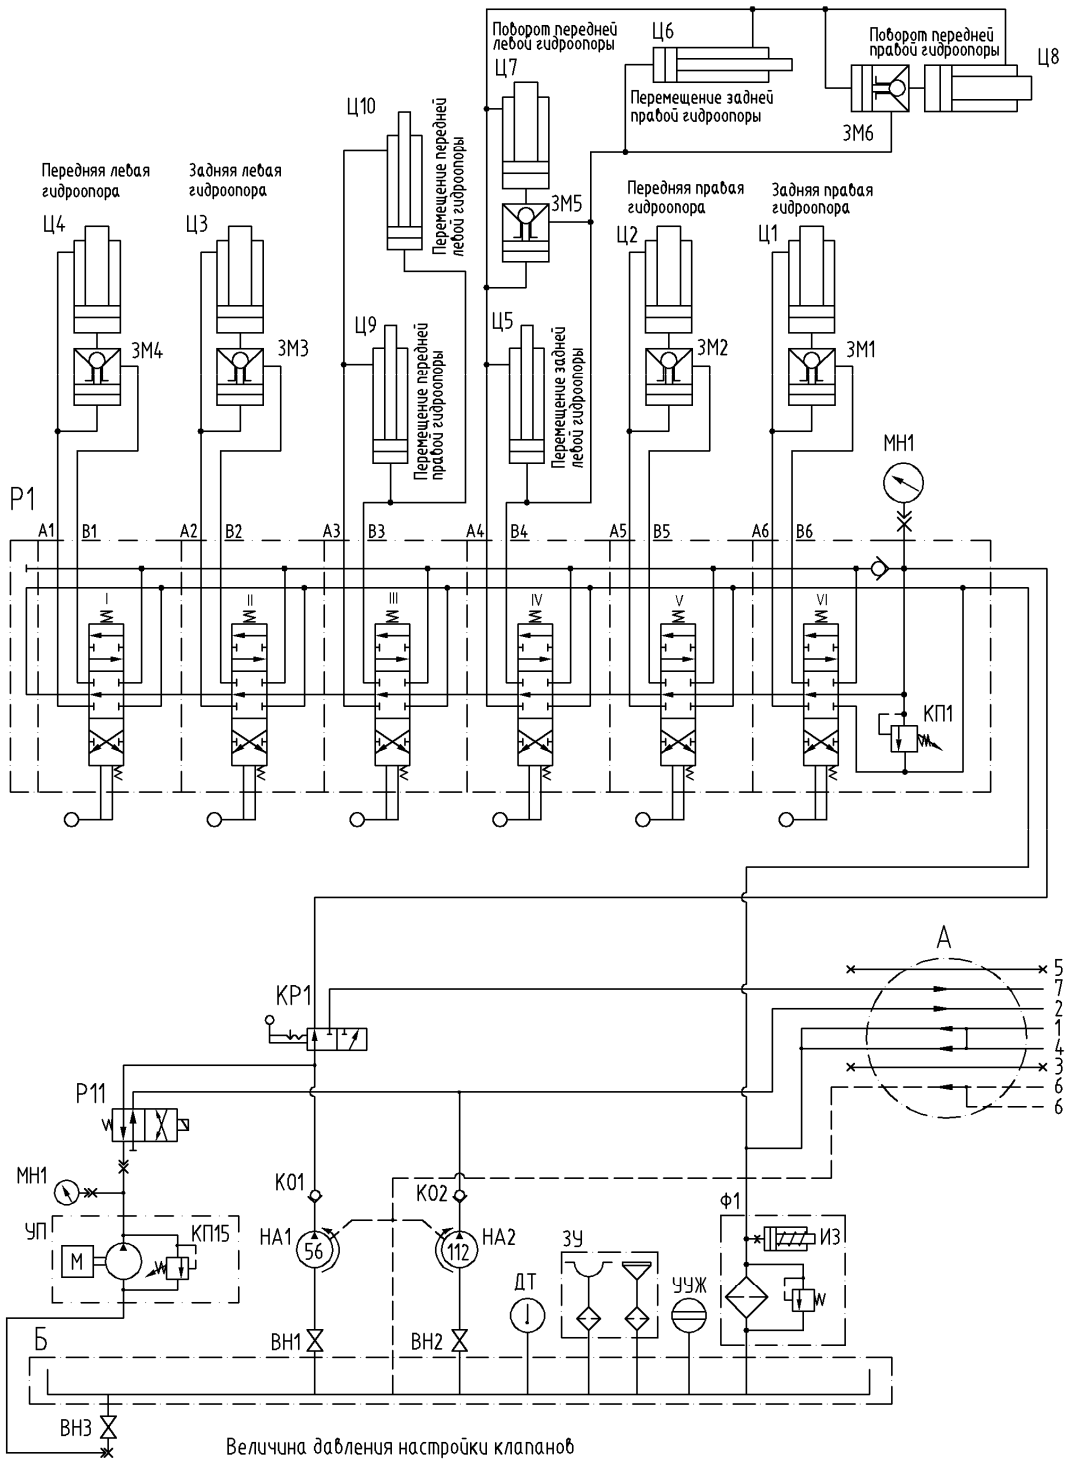 Поворот передней
левой гидроопоры
Ц7
Ц6
Поворот передней
правой гидроопоры
Ц8
Перемещение задней
правой гидроопоры
ЗМ6
Ц10
Перемещение передней
левой гидроопоры
Передняя левая
гидроопора
Ц4
Задняя левая
гидроопора
Ц3
ЗМ5
Передняя правая
гидроопора
Ц2
Задняя правая
гидроопора
Ц1
ЗМ4
ЗМ3
Ц9
Перемещение передней
правой гидроопоры
Ц5
Перемещение задней
левой гидроопоры
ЗМ2
ЗМ1
МН1
Р1
А1 В1 А2 В2 А3 В3 А4 В4 А5 В5 А6 В6
I II III IV V VI
КП1
А
5
7
2
1
4
3
6
6
КР1
Р11
МН1
КО1
КО2
УП
КП15
М
НА1
56
112
НА2
ДТ
ЗУ
УУЖ
Ф1
ИЗ
Б
ВН1
ВН2
ВН3
Величина давления настройки клапанов